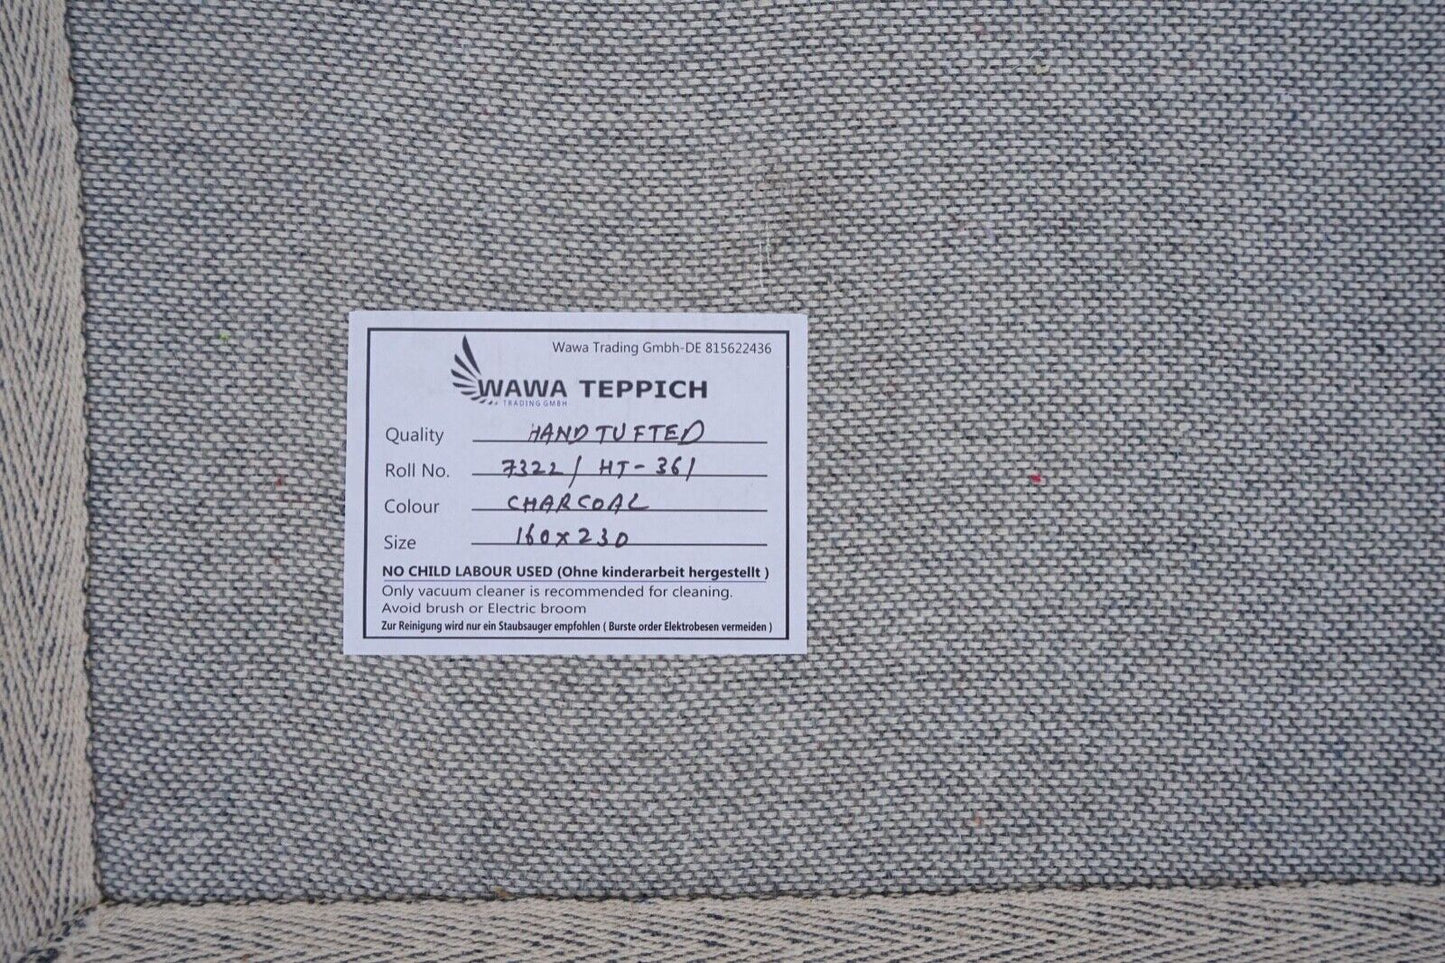 Wawa Trading Gmbh-DE 815622436
WAWA TEPPICH
TRADING GMBH
Quality HAND TUFTED
Roll No. 7322/ HT-361
Colour CHARCOAL
Size 160x230
NO CHILD LABOUR USED (Ohne kinderarbeit hergestellt )
Only vacuum cleaner is recommended for cleaning.
Avoid brush or Electric broom
Zur Reinigung wird nur ein Staubsauger empfohlen ( Burste order Elektrobesen vermeiden )